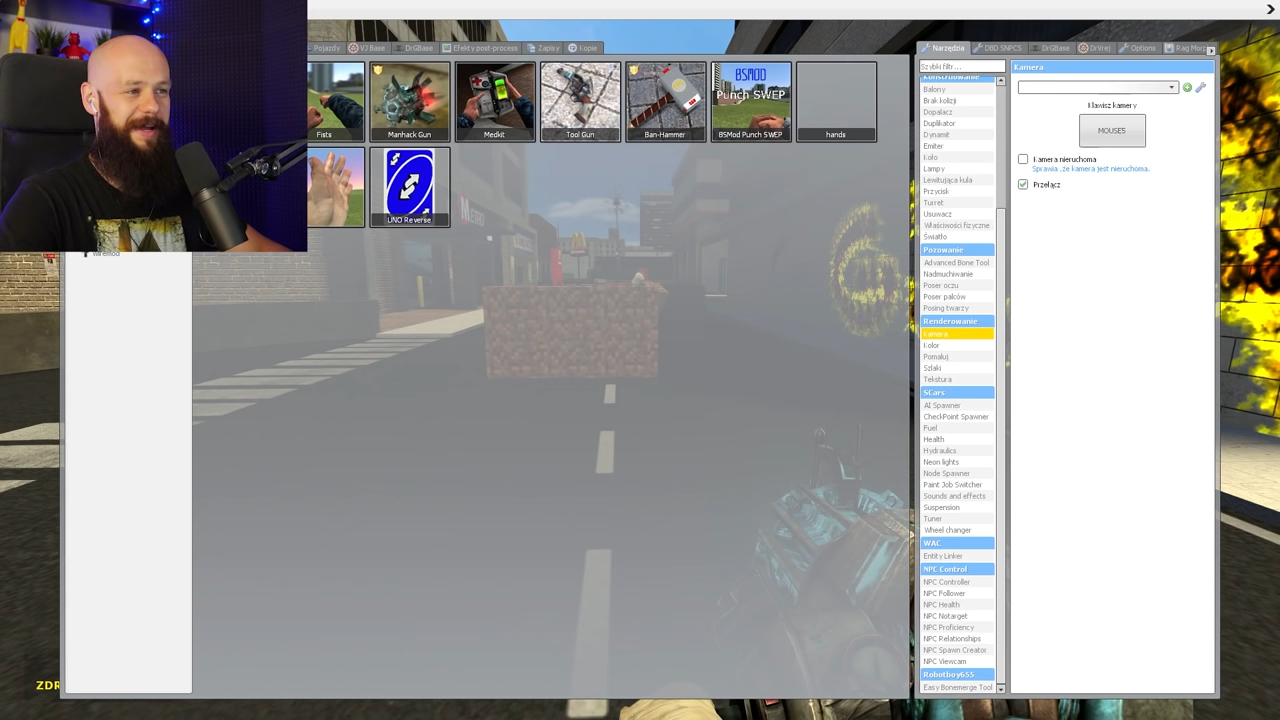 Pojazdy
VJ Base
DrGBase
Efekty post-process
Zapisy
Kopie
Fists
Manhack Gun
Medkit
Tool Gun
Ban-Hammer
BSMOD
Punch SWEP
BSMod Punch SWEP
hands
UNO Reverse
Wiremod
ZDR
Narzędzia
DBD SNPCS
DrGBase
DrVrej
Options
Rag Morp
Szybki filtr...
Konstruowanie
Balony
Brak kolizji
Dopalacz
Duplikator
Dynamit
Emiter
Koło
Lampy
Lewitująca kula
Przycisk
Turret
Usuwacz
Właściwości fizyczne
Światło
Pozowanie
Advanced Bone Tool
Nadmuchiwanie
Poser oczu
Poser palców
Posing twarzy
Renderowanie
Kamera
Kolor
Pomaluj
Szlaki
Tekstura
SCars
AI Spawner
CheckPoint Spawner
Fuel
Health
Hydraulics
Neon lights
Node Spawner
Paint Job Switcher
Sounds and effects
Suspension
Tuner
Wheel changer
WAC
Entity Linker
NPC Control
NPC Controller
NPC Follower
NPC Health
NPC Notarget
NPC Proficiency
NPC Relationships
NPC Spawn Creator
NPC Viewcam
Robotboy655
Easy Bonemerge Tool
Kamera
Klawisz kamery
MOUSE5
Kamera nieruchoma
Sprawia ,że kamera jest nieruchoma.
Przełącz